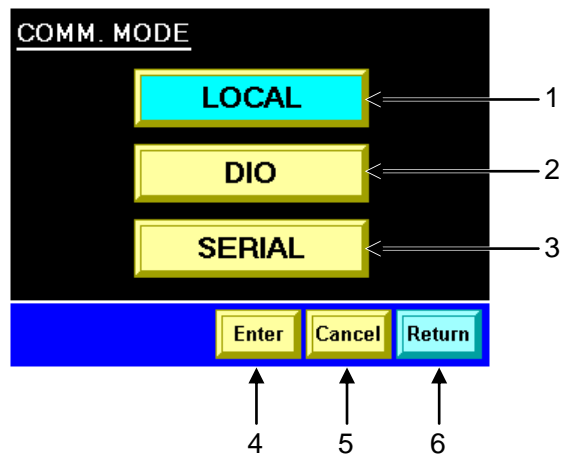 COMM. MODE
LOCAL 1
DIO 2
SERIAL 3
Enter Cancel Return
4 5 6